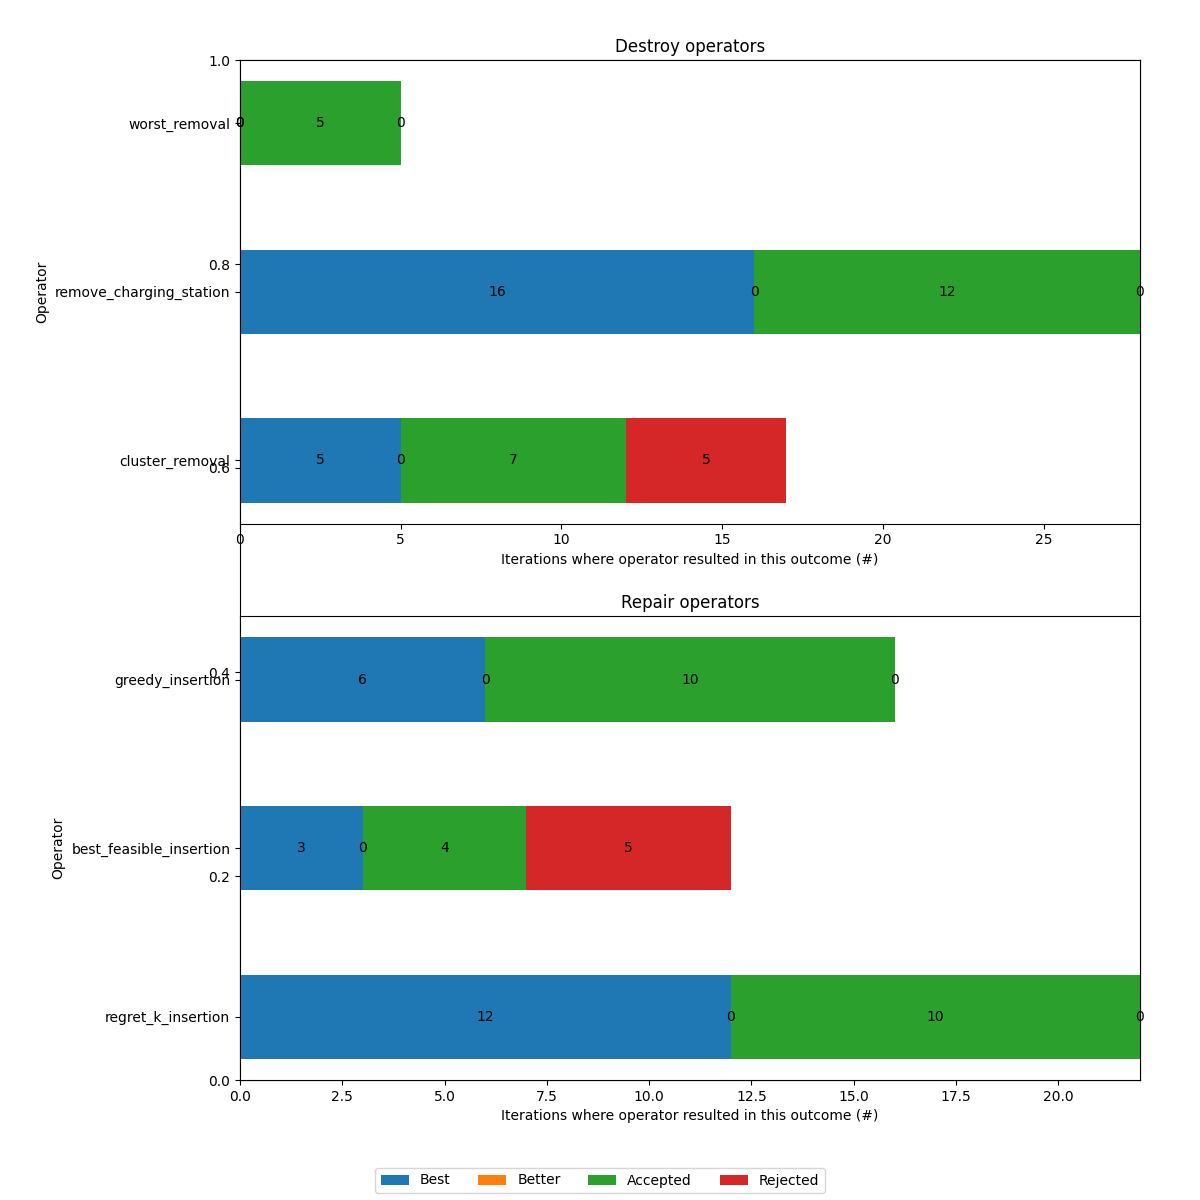 Destroy operators
1.0
worst_removal 0 0 5 0
0.8
Operator
remove_charging_station 16 0 12 0
cluster_removal 5 0 7 5
0.6
0 5 10 15 20 25
Iterations where operator resulted in this outcome (#)
Repair operators
0.4
greedy_insertion 6 0 10 0
best_feasible_insertion 3 0 4 5
Operator
0.2
regret_k_insertion 12 0 10 0
0.0
0.0 2.5 5.0 7.5 10.0 12.5 15.0 17.5 20.0
Iterations where operator resulted in this outcome (#)
Best Better Accepted Rejected